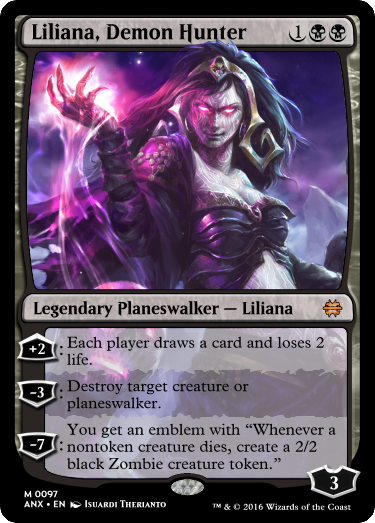 Liliana, Demon Hunter 1
Legendary Planeswalker — Liliana
+2 : Each player draws a card and loses 2
life.
-3 : Destroy target creature or
planeswalker.
-7 : You get an emblem with “Whenever a
nontoken creature dies, create a 2/2
black Zombie creature token.”
3
M 0097
ANX • EN Isuardi Therianto
™ & © 2016 Wizards of the Coast